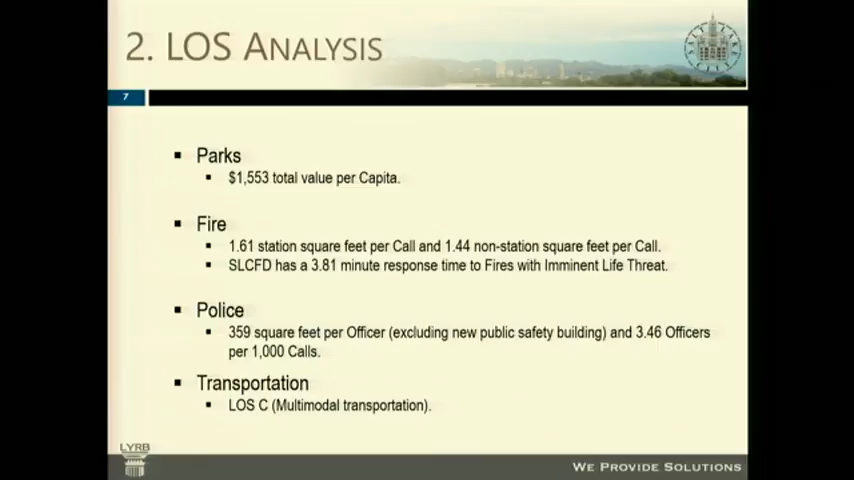 2. LOS ANALYSIS
SALT LAKE CITY
7
▪ Parks
▪ $1,553 total value per Capita.
▪ Fire
▪ 1.61 station square feet per Call and 1.44 non-station square feet per Call.
▪ SLCFD has a 3.81 minute response time to Fires with Imminent Life Threat.
▪ Police
▪ 359 square feet per Officer (excluding new public safety building) and 3.46 Officers
per 1,000 Calls.
▪ Transportation
▪ LOS C (Multimodal transportation).
LYRB
WE PROVIDE SOLUTIONS